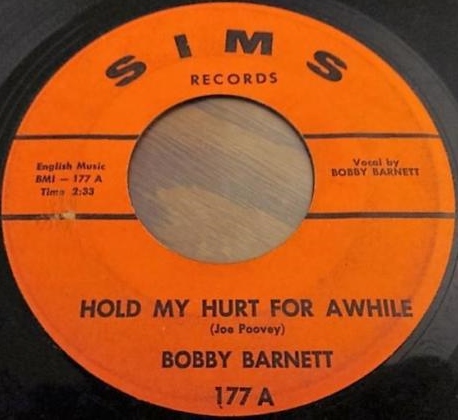 SIMS
RECORDS
English Music
BMI — 177 A
Time 2:33
Vocal by
BOBBY BARNETT
HOLD MY HURT FOR AWHILE
(Joe Poovey)
BOBBY BARNETT
177 A